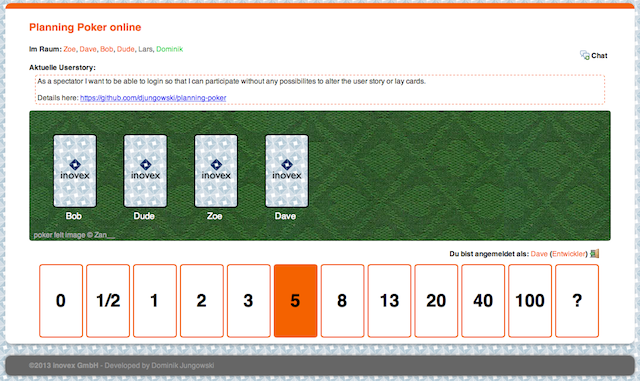 Planning Poker online
Im Raum: Zoe, Dave, Bob, Dude, Lars, Dominik
Chat
Aktuelle Userstory:
As a spectator I want to be able to login so that I can participate without any possibilites to alter the user story or lay cards.
Details here: https://github.com/djungowski/planning-poker
inovex inovex inovex inovex
Bob Dude Zoe Dave
poker felt image © Zan__
Du bist angemeldet als: Dave (Entwickler)
0 1/2 1 2 3 5 8 13 20 40 100 ?
©2013 inovex GmbH - Developed by Dominik Jungowski